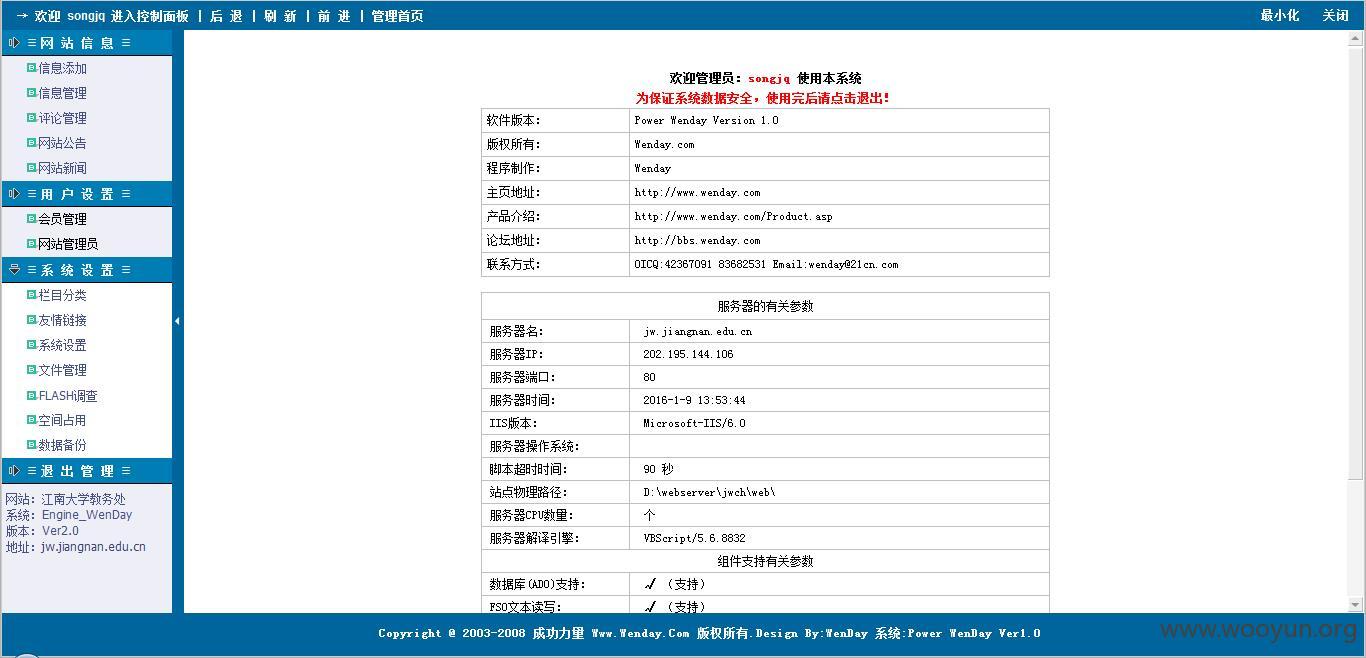 → 欢迎 songjq 进入控制面板 | 后 退 | 刷 新 | 前 进 | 管理首页
最小化 关闭
≡ 网 站 信 息 ≡
信息添加
信息管理
评论管理
网站公告
网站新闻
≡ 用 户 设 置 ≡
会员管理
网站管理员
≡ 系 统 设 置 ≡
栏目分类
友情链接
系统设置
文件管理
FLASH调查
空间占用
数据备份
≡ 退 出 管 理 ≡
网站：江南大学教务处
系统：Engine_WenDay
版本：Ver2.0
地址：jw.jiangnan.edu.cn
欢迎管理员：songjq 使用本系统
为保证系统数据安全，使用完后请点击退出！
软件版本： Power Wenday Version 1.0
版权所有： Wenday.com
程序制作： Wenday
主页地址： http://www.wenday.com
产品介绍： http://www.wenday.com/Product.asp
论坛地址： http://bbs.wenday.com
联系方式： OICQ:42367091 83682531 Email:wenday@21cn.com
服务器的有关参数
服务器名： jw.jiangnan.edu.cn
服务器IP： 202.195.144.106
服务器端口： 80
服务器时间： 2016-1-9 13:53:44
IIS版本： Microsoft-IIS/6.0
服务器操作系统：
脚本超时时间： 90 秒
站点物理路径： D:\webserver\jwch\web\
服务器CPU数量： 个
服务器解译引擎： VBScript/5.6.8832
组件支持有关参数
数据库(ADO)支持： √ （支持）
FSO文本读写： √ （支持）
Copyright @ 2003-2008 成功力量 Www.Wenday.Com 版权所有.Design By:WenDay 系统:Power WenDay Ver1.0
www.wooyun.org